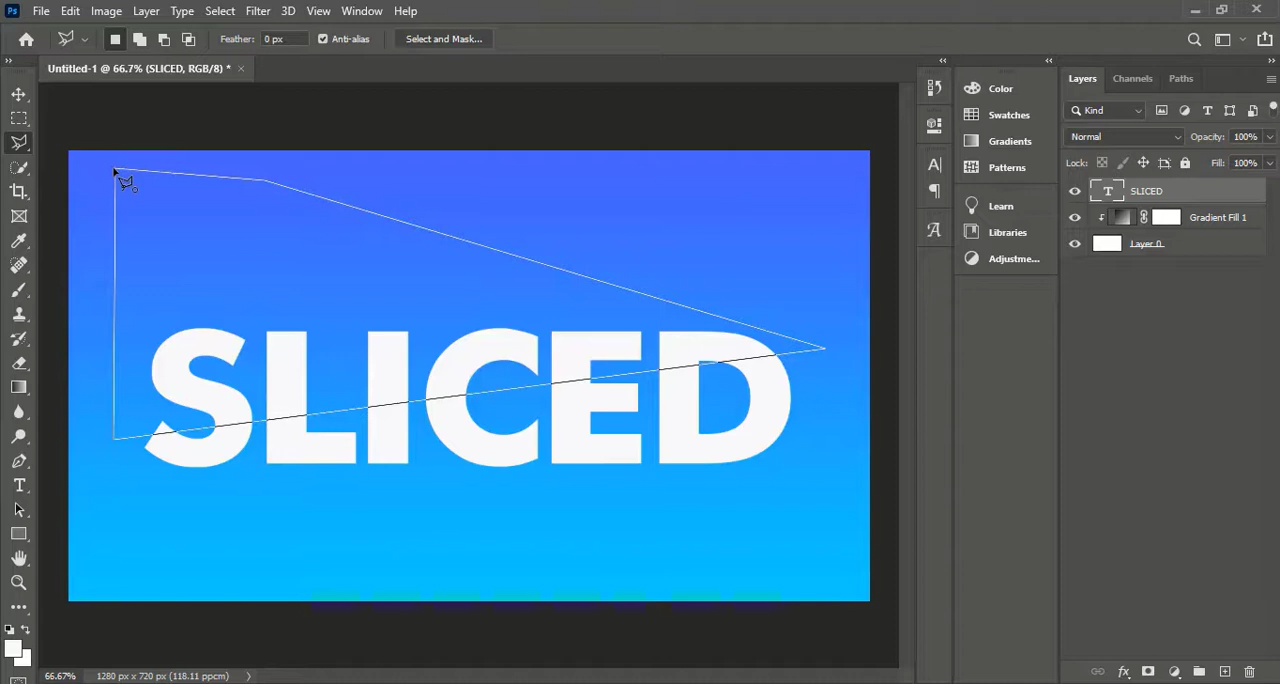 Ps File Edit Image Layer Type Select Filter 3D View Window Help
Feather: 0 px Anti-alias Select and Mask...
Untitled-1 @ 66.7% (SLICED, RGB/8) * ×
Color
Swatches
Gradients
Patterns
Learn
Libraries
Adjustme...
Layers Channels Paths
Kind
Normal Opacity: 100%
Lock: Fill: 100%
T SLICED
Gradient Fill 1
Layer 0
SLICED
66.67% 1280 px x 720 px (118.11 ppcm)